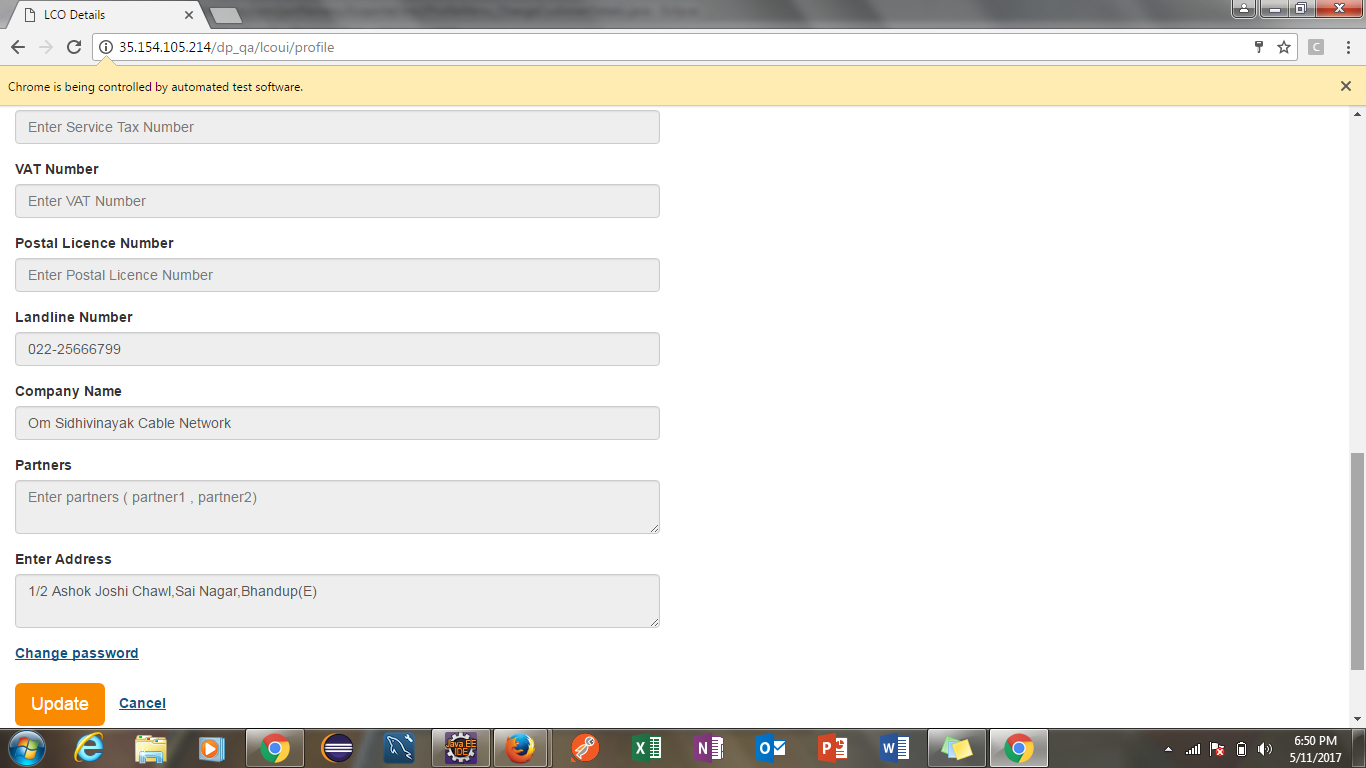 LCO Details
35.154.105.214/dp_qa/lcoui/profile
C
Chrome is being controlled by automated test software.
Enter Service Tax Number
VAT Number
Enter VAT Number
Postal Licence Number
Enter Postal Licence Number
Landline Number
022-25666799
Company Name
Om Sidhivinayak Cable Network
Partners
Enter partners ( partner1 , partner2)
Enter Address
1/2 Ashok Joshi Chawl,Sai Nagar,Bhandup(E)
Change password
Update Cancel
Java EE
IDE
6:50 PM
5/11/2017